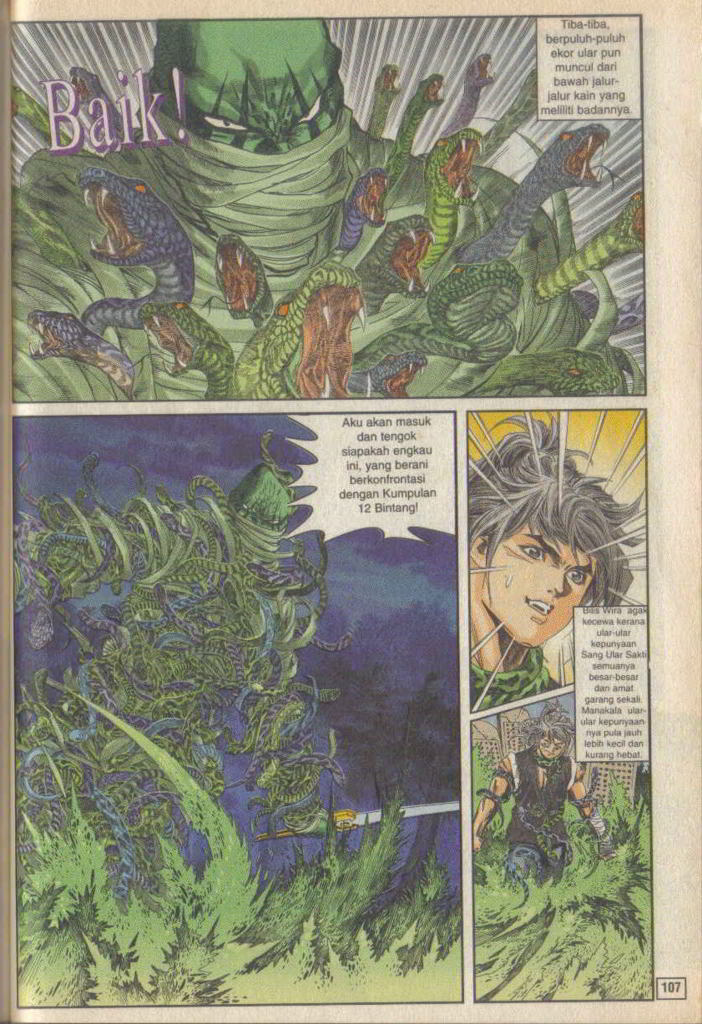 Tiba-tiba,
berpuluh-puluh
ekor ular pun
muncul dari
bawah jalur-
jalur kain yang
meliliti badannya.
Baik!
Aku akan masuk
dan tengok
siapakah engkau
ini, yang berani
berkonfrontasi
dengan Kumpulan
12 Bintang!
Bilis Wira agak
kecewa kerana
ular-ular
kepunyaan
Sang Ular Sakti
semuanya
besar-besar
dan amat
garang sekali.
Manakala ular-
ular kepunyaan-
nya pula jauh
lebih kecil dan
kurang hebat.
107